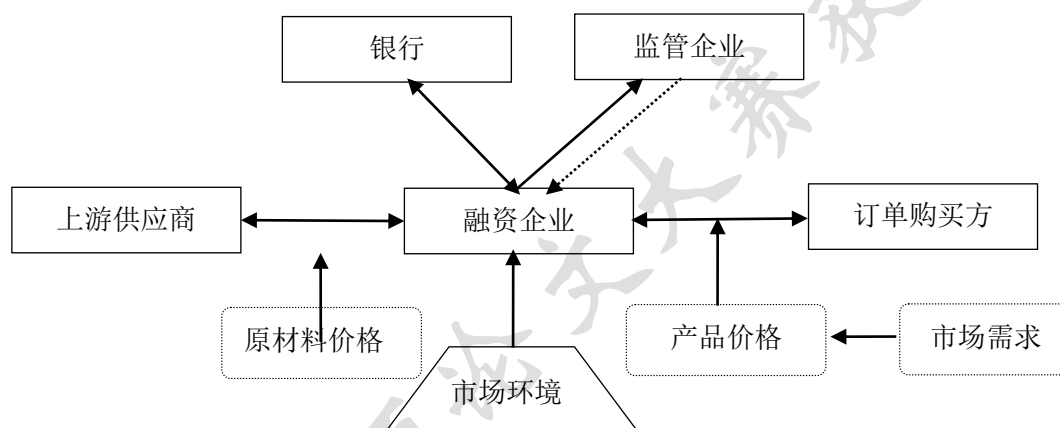 银行
监管企业
上游供应商
融资企业
订单购买方
原材料价格
产品价格
市场需求
市场环境